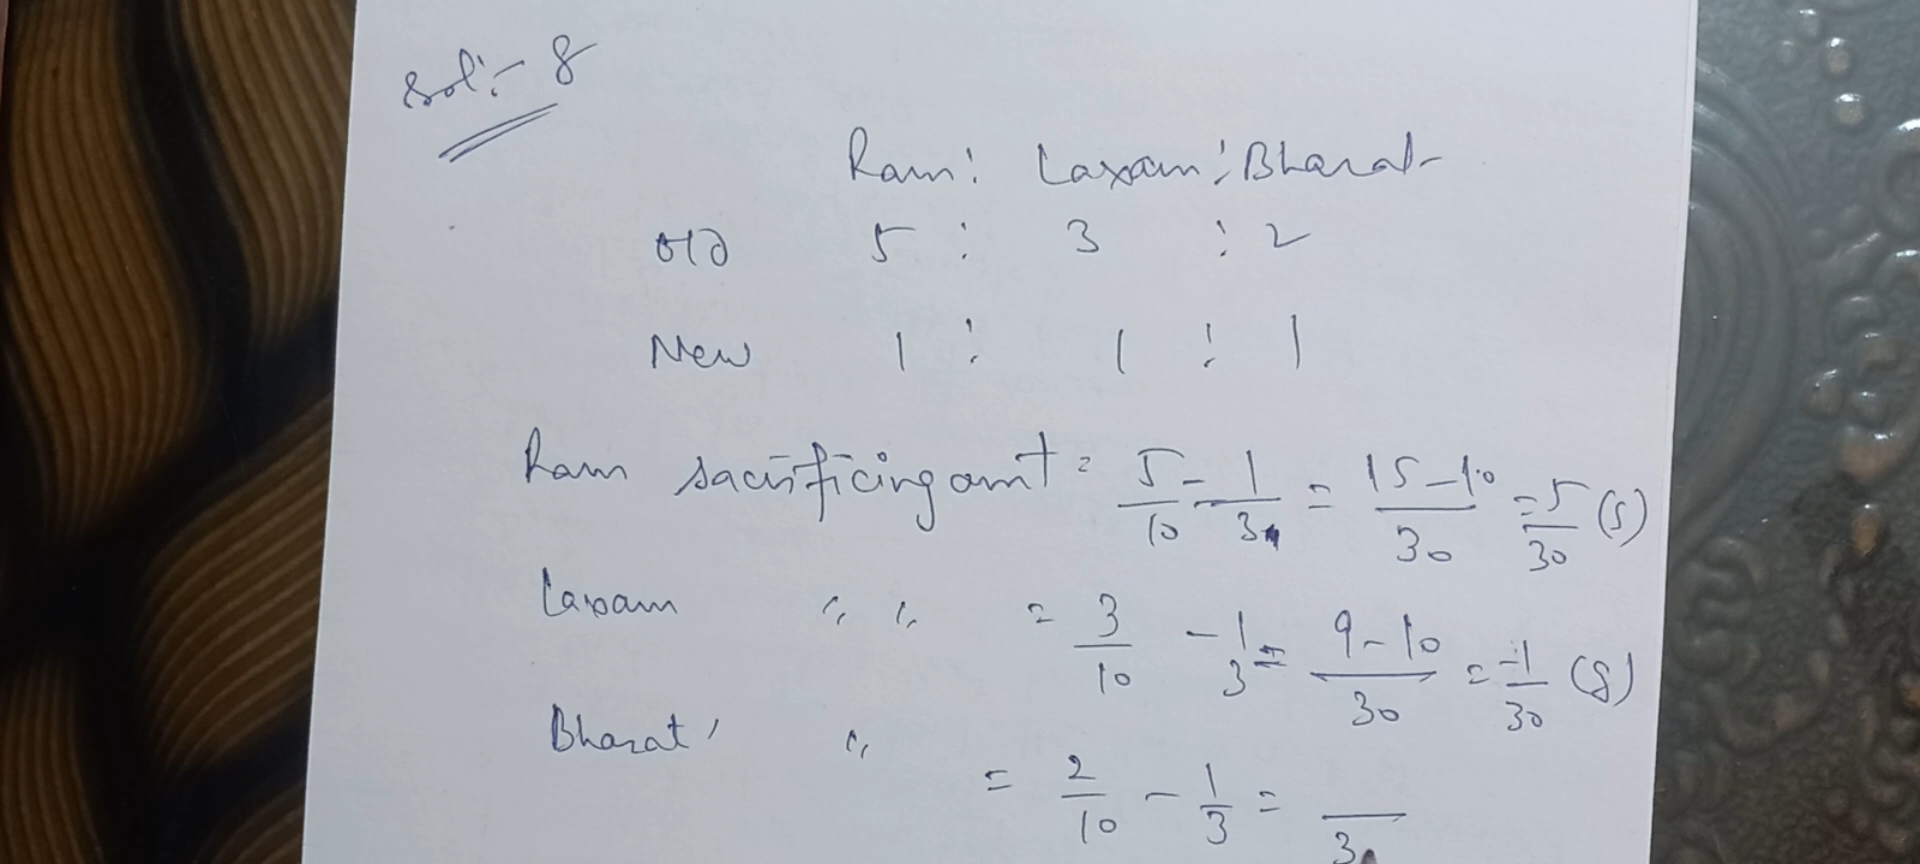 Sol:- 8
Ram : Laxam : Bharat
Old 5 : 3 : 2
New 1 : 1 : 1
Ram sacrificing amt = 5/10 - 1/3 = 15-10/30 = 5/30 (S)
Laxam " " = 3/10 - 1/3 = 9-10/30 = -1/30 (g)
Bharat " = 2/10 - 1/3 = /3